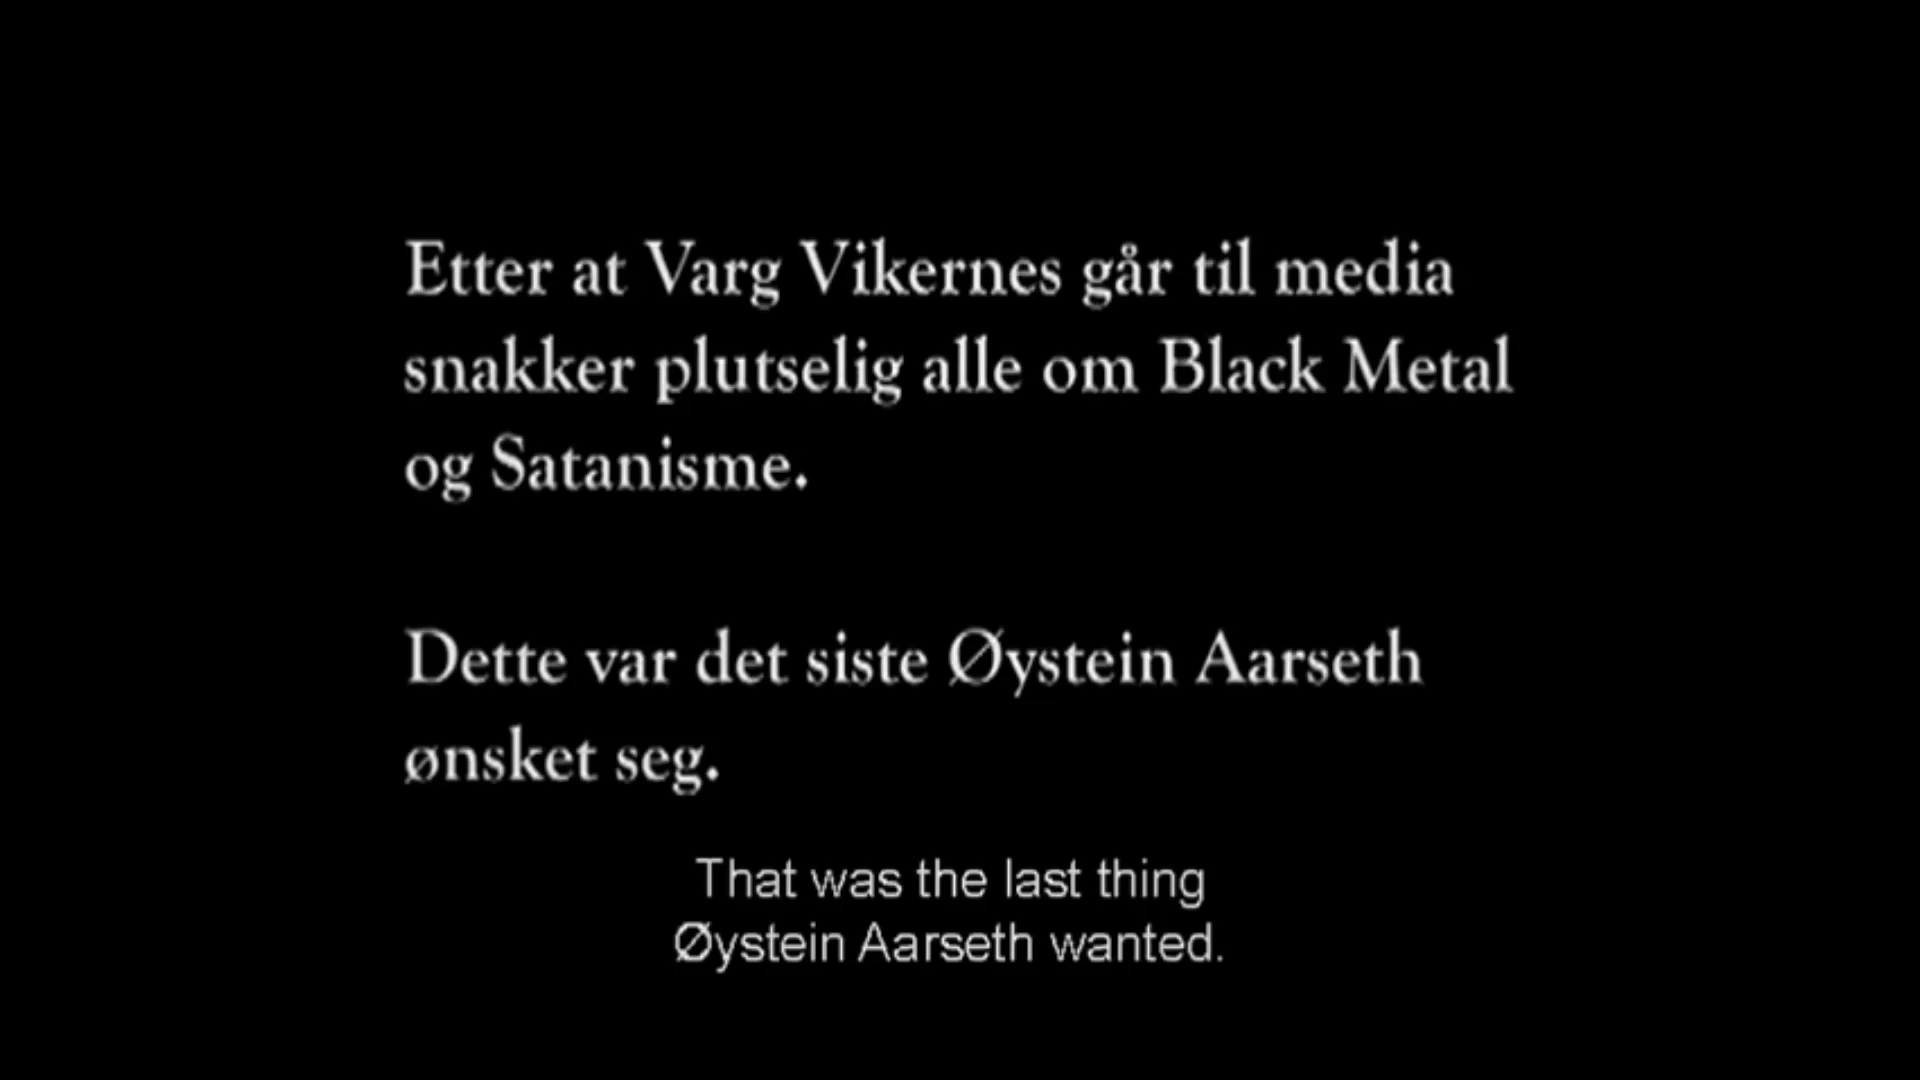 Etter at Varg Vikernes går til media
snakker plutselig alle om Black Metal
og Satanisme.
Dette var det siste Øystein Aarseth
ønsket seg.
That was the last thing
Øystein Aarseth wanted.